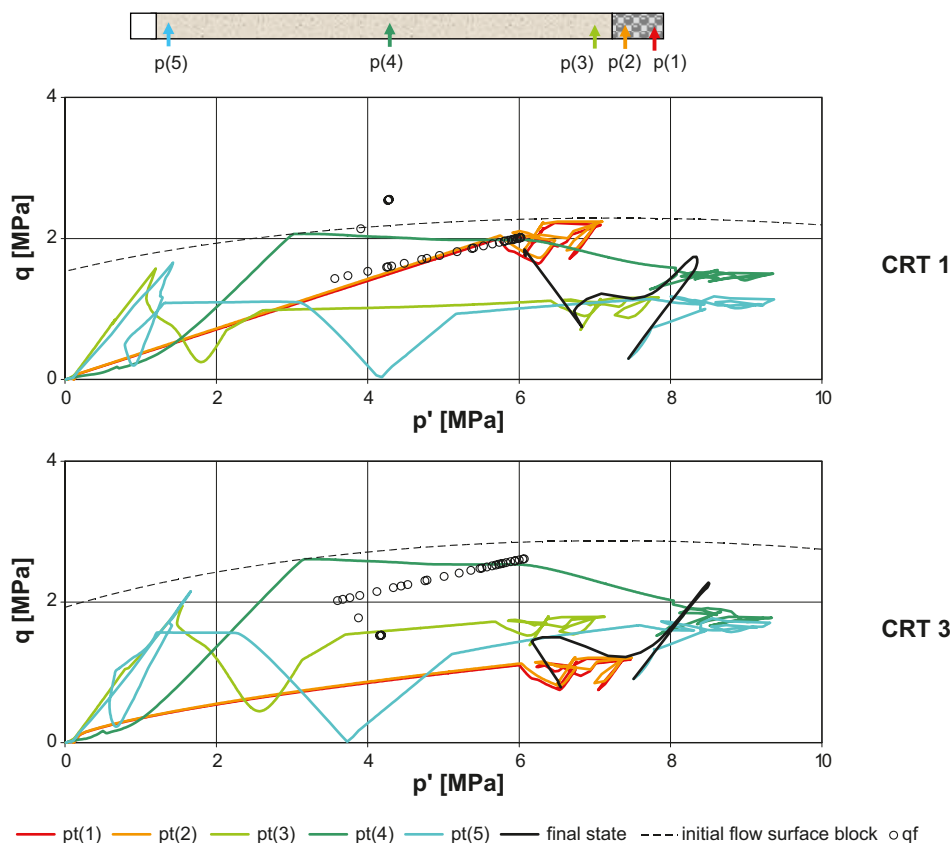 p(5)
p(4)
p(3)
p(2)
p(1)
4
2
0
q [MPa]
0
2
4
6
8
10
p' [MPa]
CRT 1
4
2
0
q [MPa]
0
2
4
6
8
10
p' [MPa]
CRT 3
pt(1) pt(2) pt(3) pt(4) pt(5) final state initial flow surface block qf